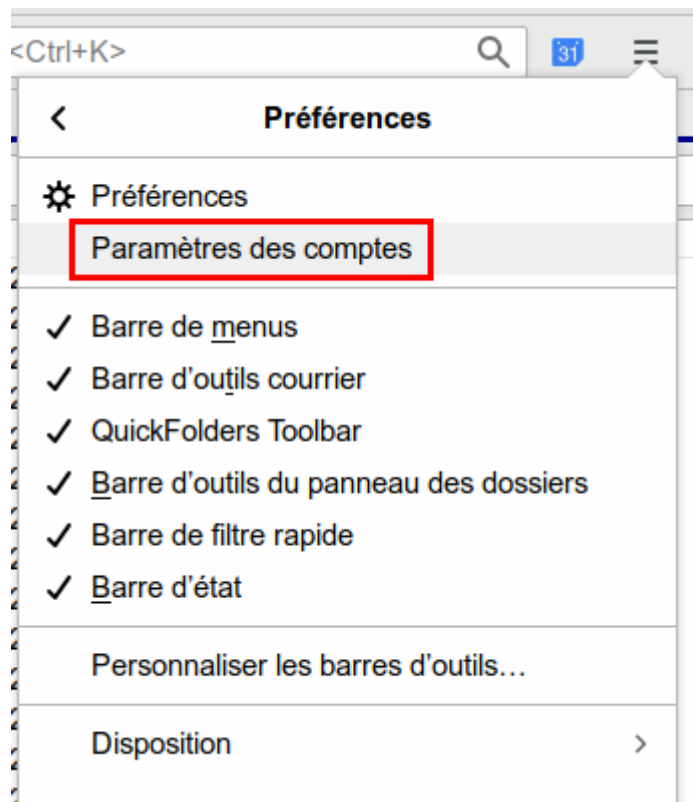 <Ctrl+K>
31
Préférences
Préférences
Paramètres des comptes
Barre de menus
Barre d’outils courrier
QuickFolders Toolbar
Barre d’outils du panneau des dossiers
Barre de filtre rapide
Barre d’état
Personnaliser les barres d’outils…
Disposition